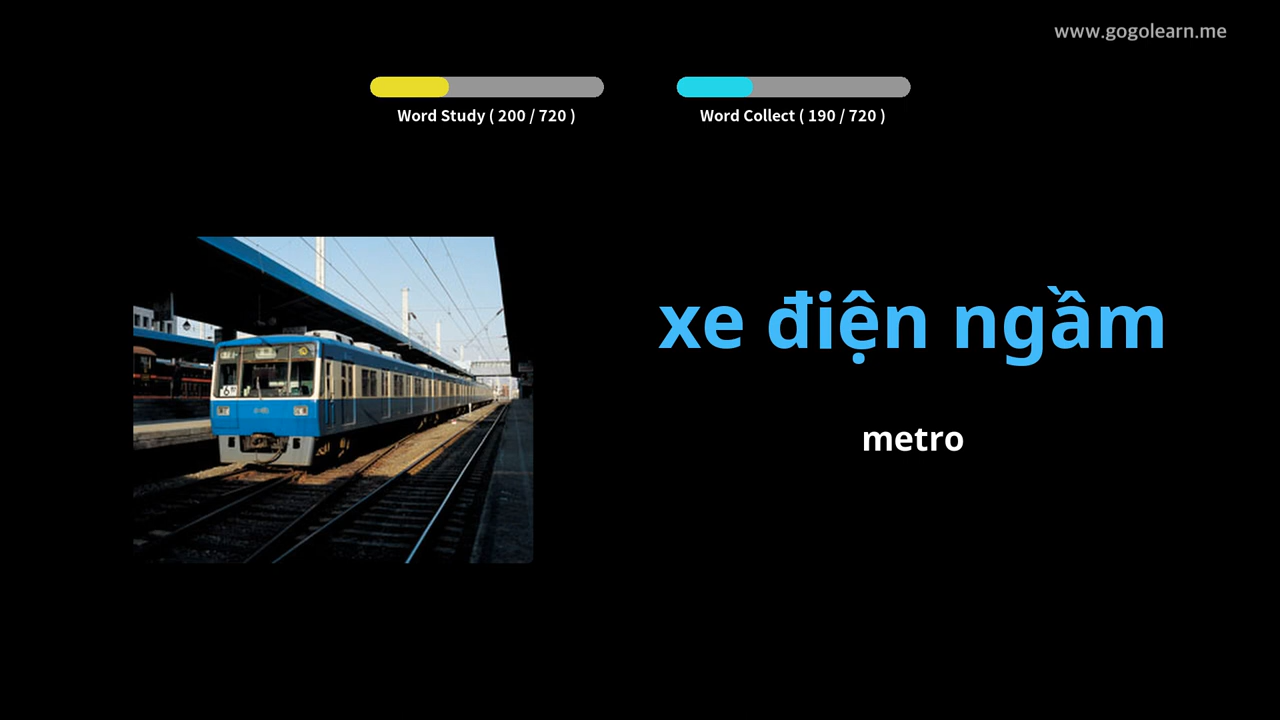 www.gogolearn.me
Word Study ( 200 / 720 )
Word Collect ( 190 / 720 )
xe điện ngầm
metro